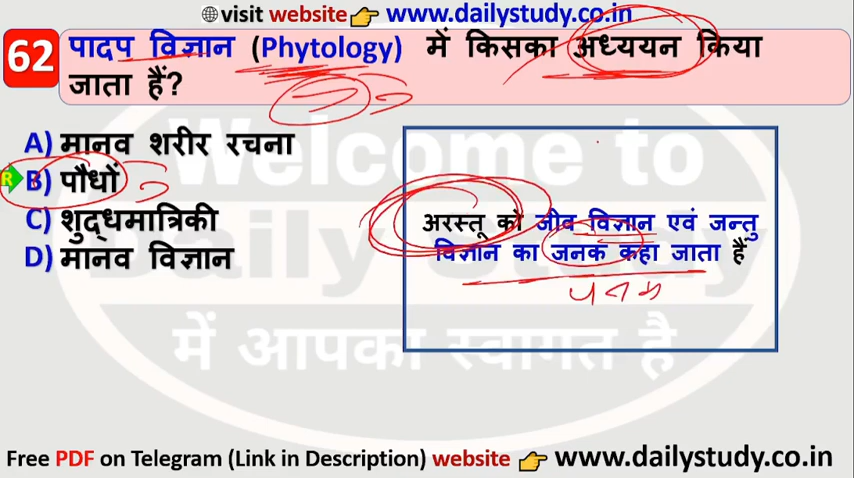 visit website 👉 www.dailystudy.co.in
62 पादप विज्ञान (Phytology) में किसका अध्ययन किया
जाता हैं?
A) मानव शरीर रचना
R B) पौधों
C) शुद्धमात्रिकी
D) मानव विज्ञान
अरस्तू को जीव विज्ञान एवं जन्तु
विज्ञान का जनक कहा जाता है
Welcome to
Daily Study
में आपका स्वागत है
Free PDF on Telegram (Link in Description) website 👉 www.dailystudy.co.in